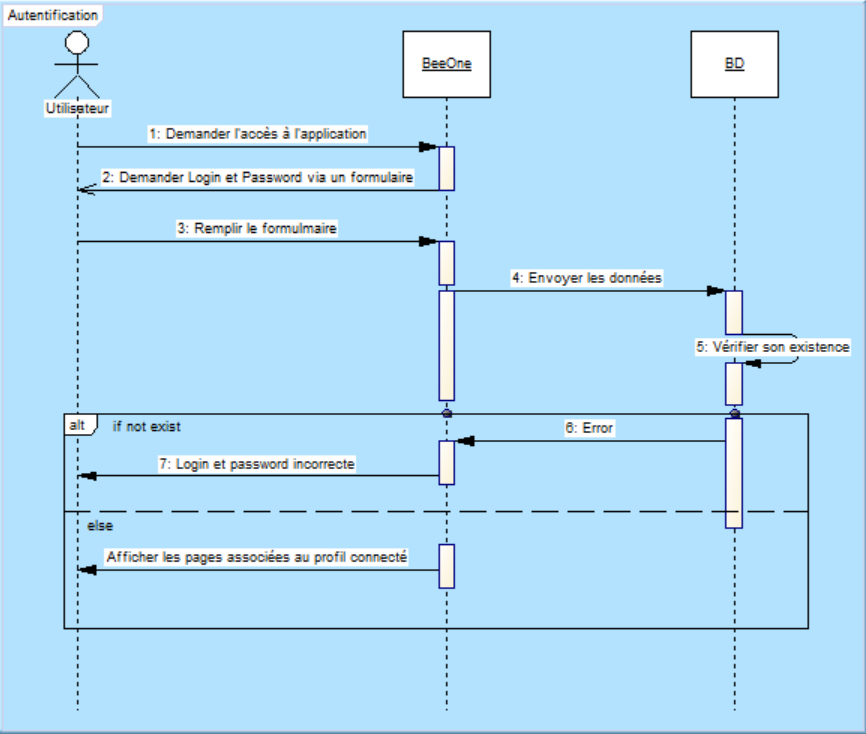 Autentification
BeeOne
BD
Utilisateur
1: Demander l'accès à l'application
2: Demander Login et Password via un formulaire
3: Remplir le formulmaire
4: Envoyer les données
5: Vérifier son existence
alt
if not exist
6: Error
7: Login et password incorrecte
else
Afficher les pages associées au profil connecté